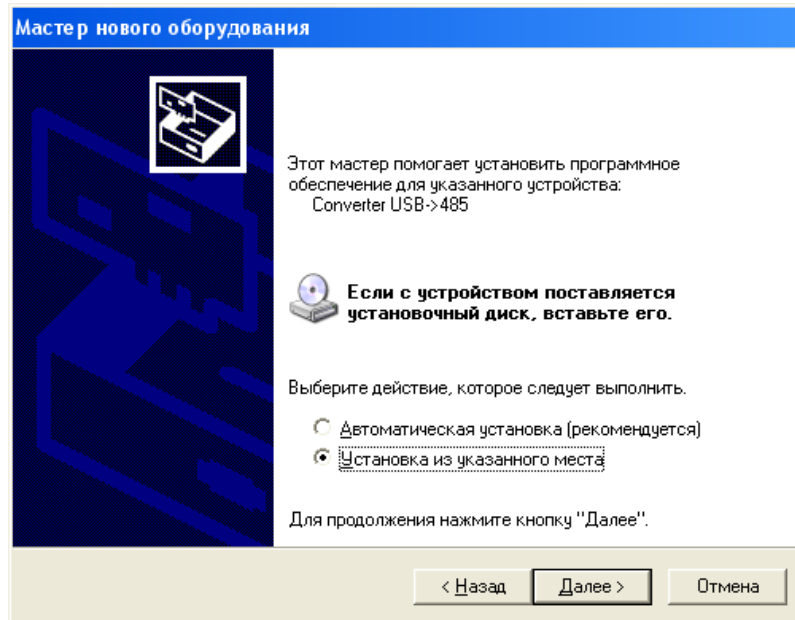 Мастер нового оборудования
Этот мастер помогает установить программное
обеспечение для указанного устройства:
Converter USB->485
Если с устройством поставляется
установочный диск, вставьте его.
Выберите действие, которое следует выполнить.
Автоматическая установка (рекомендуется)
Установка из указанного места
Для продолжения нажмите кнопку "Далее".
< Назад Далее > Отмена